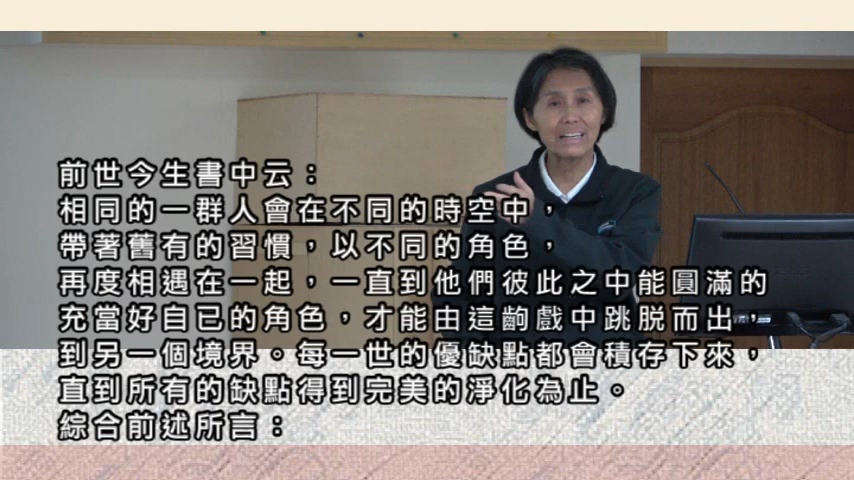 前世今生書中云：
相同的一群人會在不同的時空中，
帶著舊有的習慣，以不同的角色，
再度相遇在一起，一直到他們彼此之中能圓滿的
充當好自已的角色，才能由這齣戲中跳脫而出，
到另一個境界。每一世的優缺點都會積存下來，
直到所有的缺點得到完美的淨化為止。
綜合前述所言：